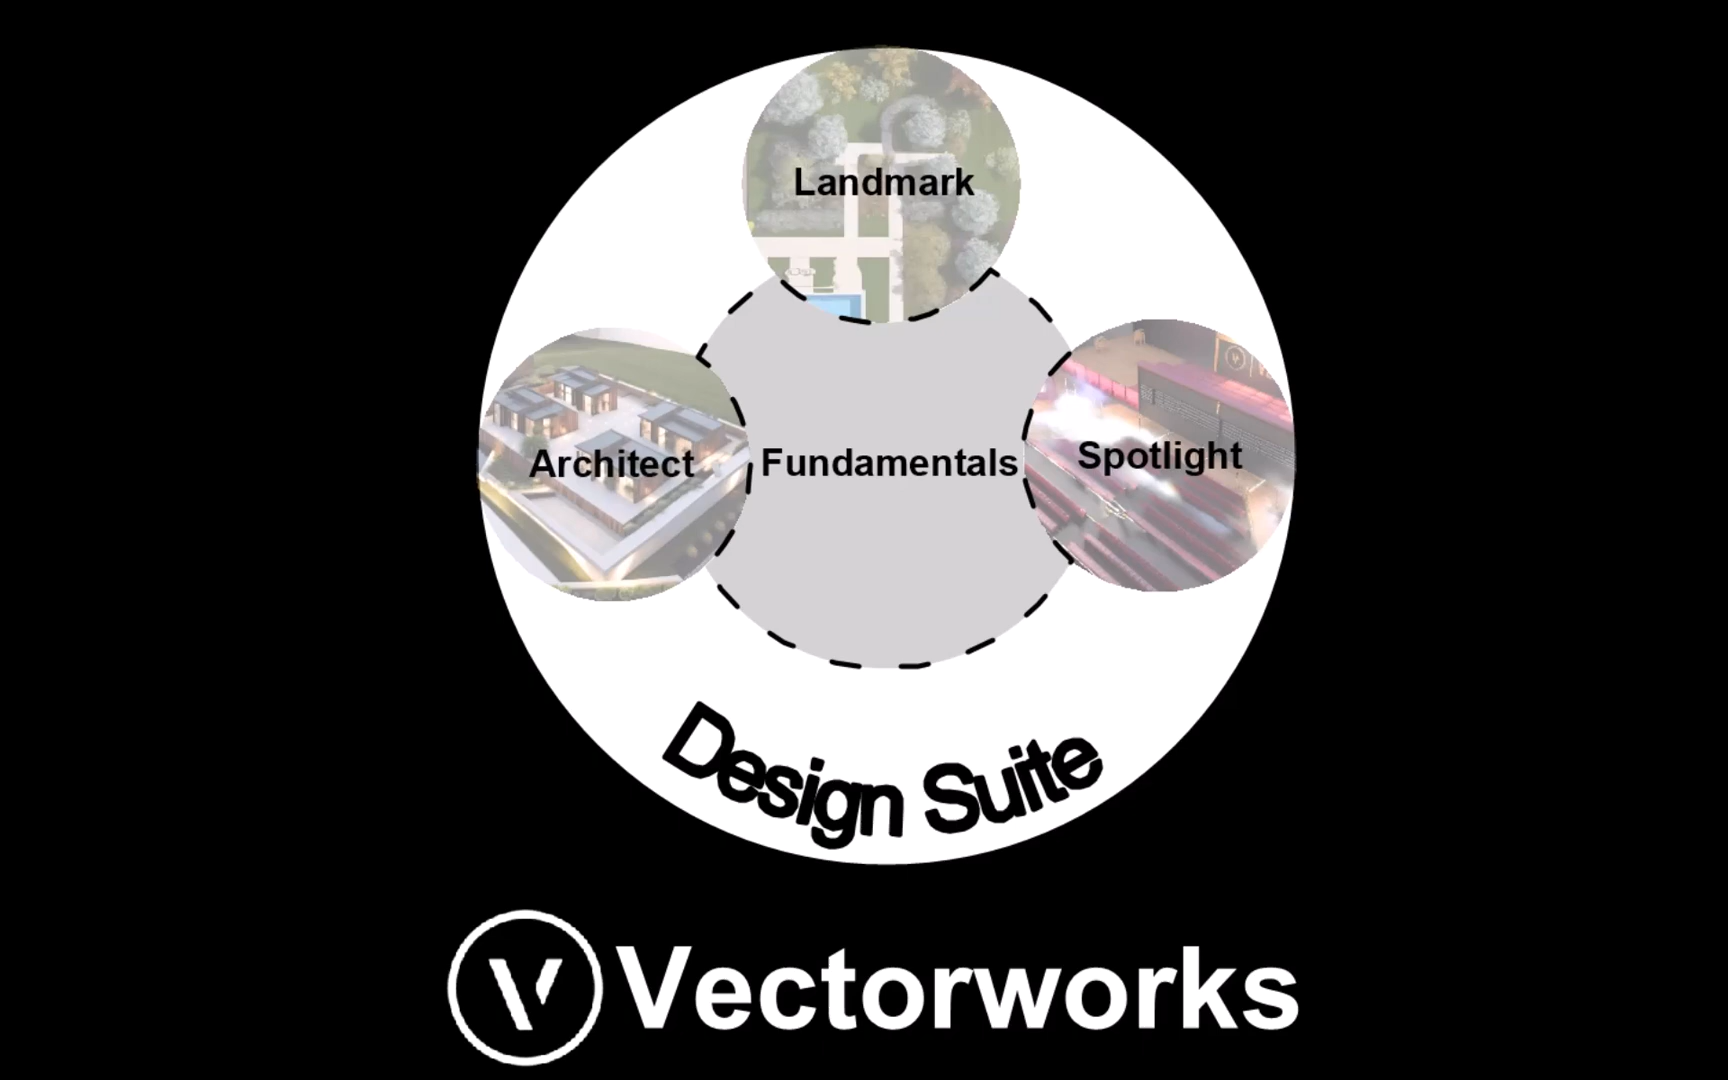 Landmark
Architect
Fundamentals
Spotlight
Design Suite
Vectorworks